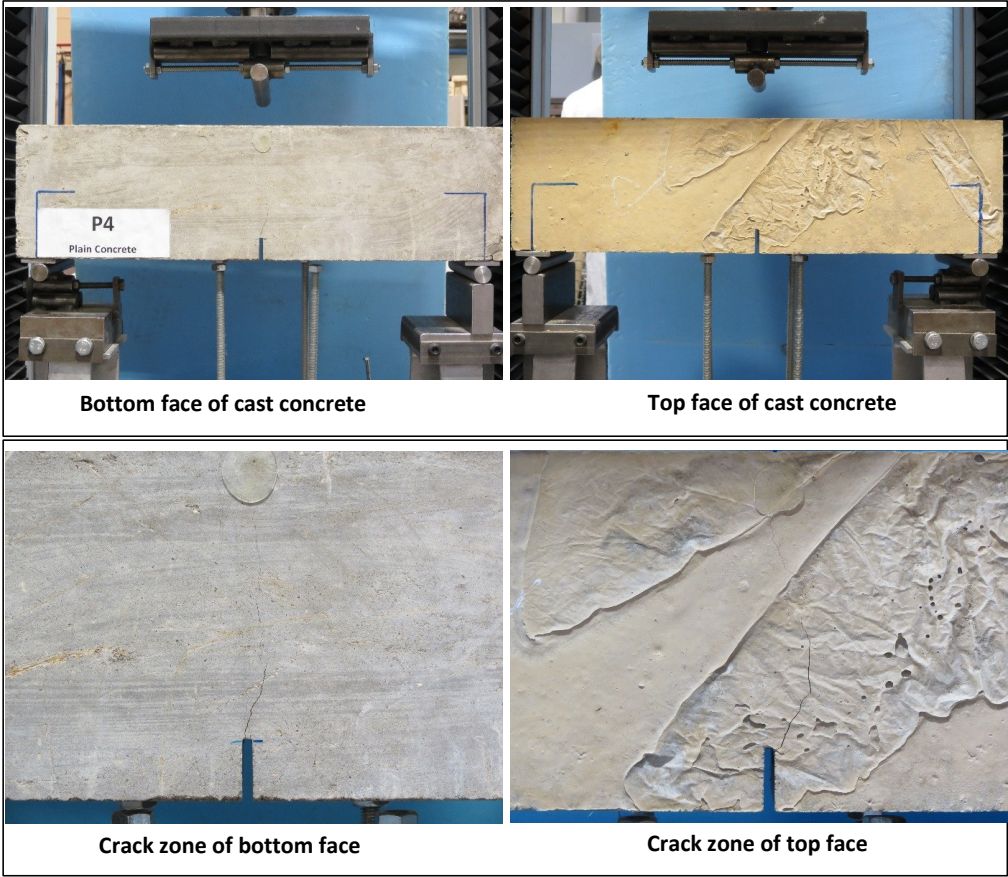 P4
Plain Concrete
Bottom face of cast concrete
Top face of cast concrete
Crack zone of bottom face
Crack zone of top face